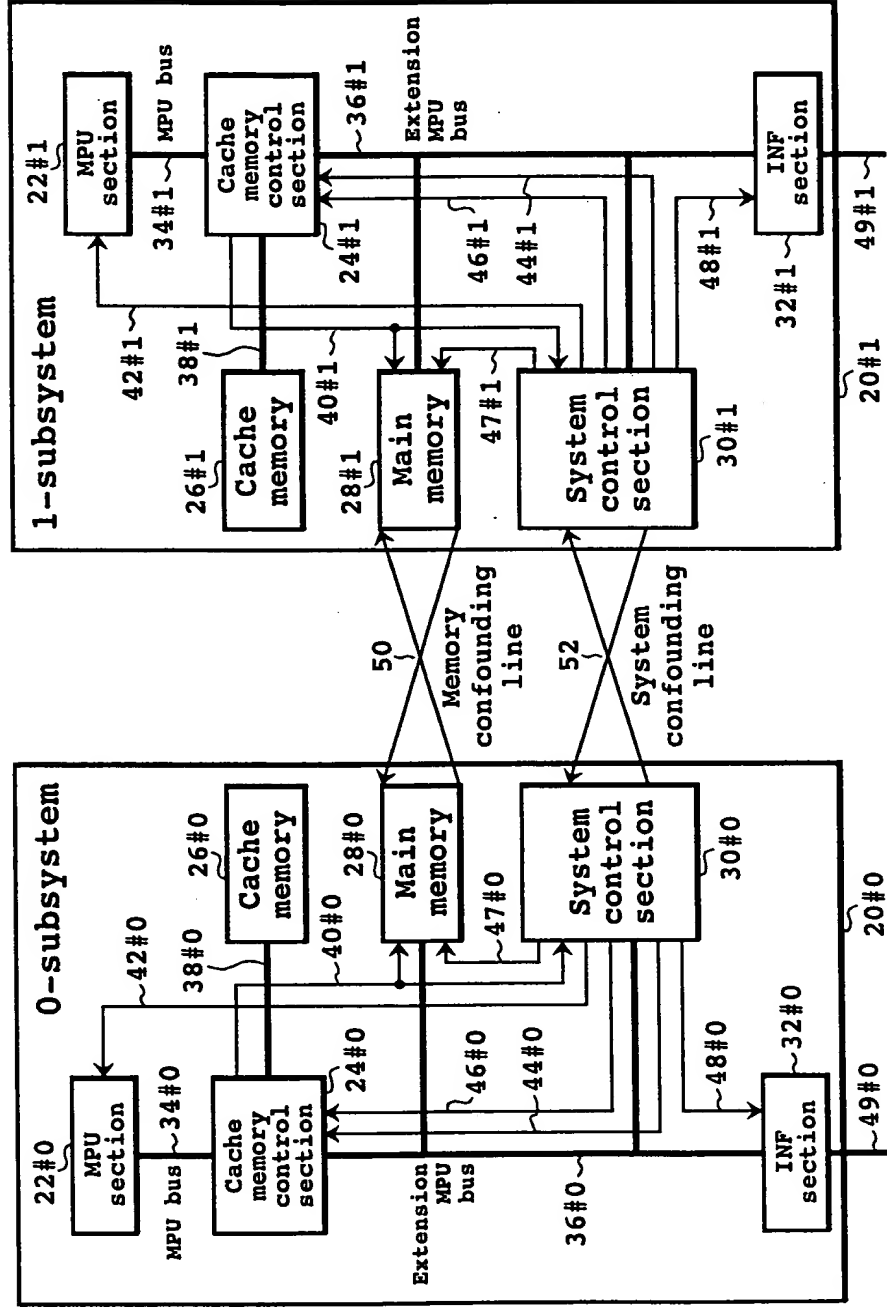 0-subsystem
22#0
MPU
section
MPU bus
34#0
42#0
Cache
memory
control
section
24#0
38#0
26#0
Cache
memory
40#0
28#0
Main
memory
Extension
MPU
bus
46#0
44#0
47#0
System
control
section
30#0
36#0
48#0
INF
section
32#0
49#0
20#0
50
Memory
confounding
line
52
System
confounding
line
1-subsystem
22#1
MPU
section
34#1
MPU bus
42#1
Cache
memory
control
section
24#1
38#1
26#1
Cache
memory
40#1
28#1
Main
memory
36#1
Extension
MPU
bus
46#1
44#1
47#1
System
control
section
30#1
48#1
INF
section
32#1
49#1
20#1